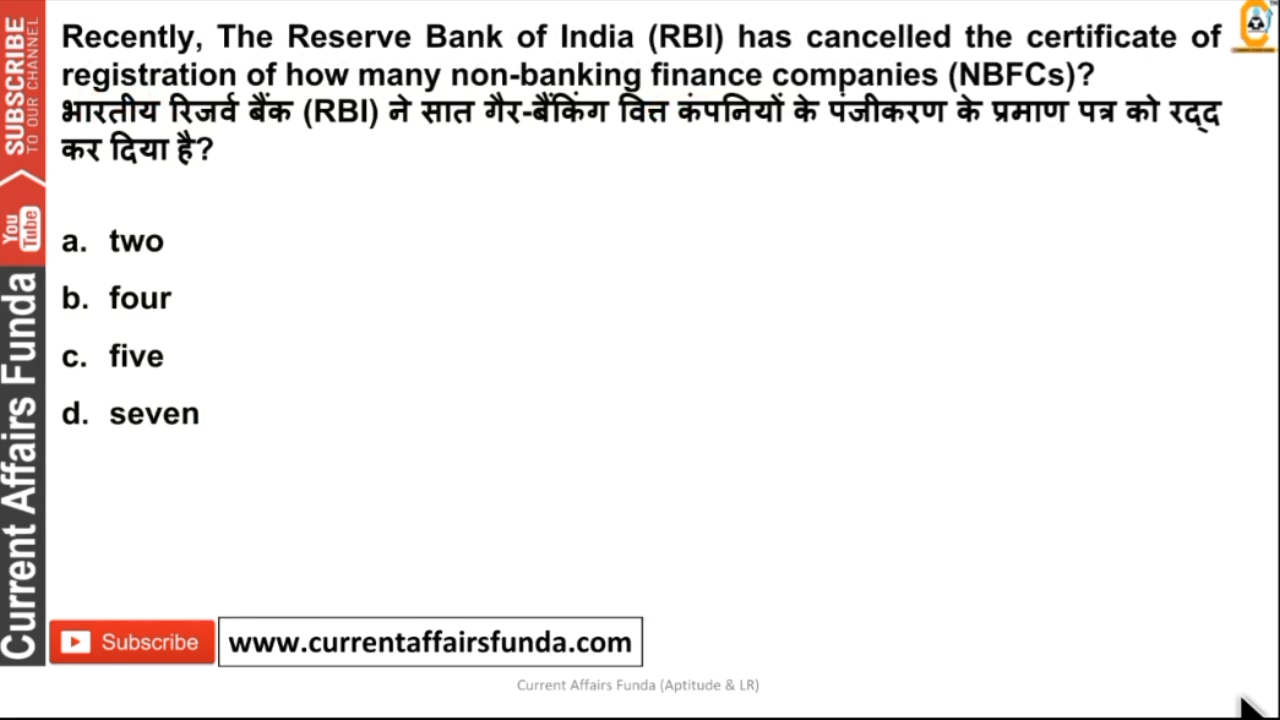 Recently, The Reserve Bank of India (RBI) has cancelled the certificate of
registration of how many non-banking finance companies (NBFCs)?
भारतीय रिजर्व बैंक (RBI) ने सात गैर-बैंकिंग वित्त कंपनियों के पंजीकरण के प्रमाण पत्र को रद्द
कर दिया है?
a. two
b. four
c. five
d. seven
SUBSCRIBE
TO OUR CHANNEL
You Tube
Current Affairs Funda
Subscribe
www.currentaffairsfunda.com
Current Affairs Funda (Aptitude & LR)